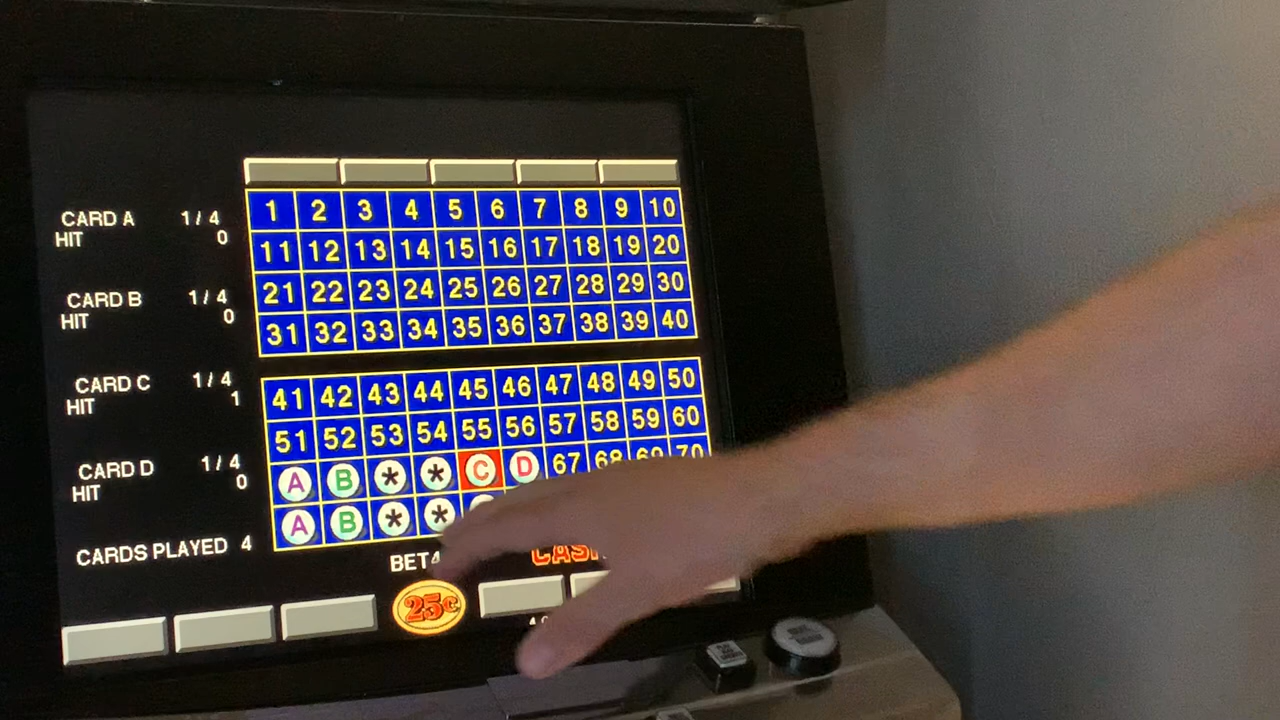 1 2 3 4 5 6 7 8 9 10
CARD A 1/4
HIT 0
11 12 13 14 15 16 17 18 19 20
21 22 23 24 25 26 27 28 29 30
CARD B 1/4
HIT 0
31 32 33 34 35 36 37 38 39 40
CARD C 1/4
HIT 1
41 42 43 44 45 46 47 48 49 50
51 52 53 54 55 56 57 58 59 60
CARD D 1/4
HIT 0
A B * * C D 67 68 69 70
A B * *
CARDS PLAYED 4
BET 4
25¢